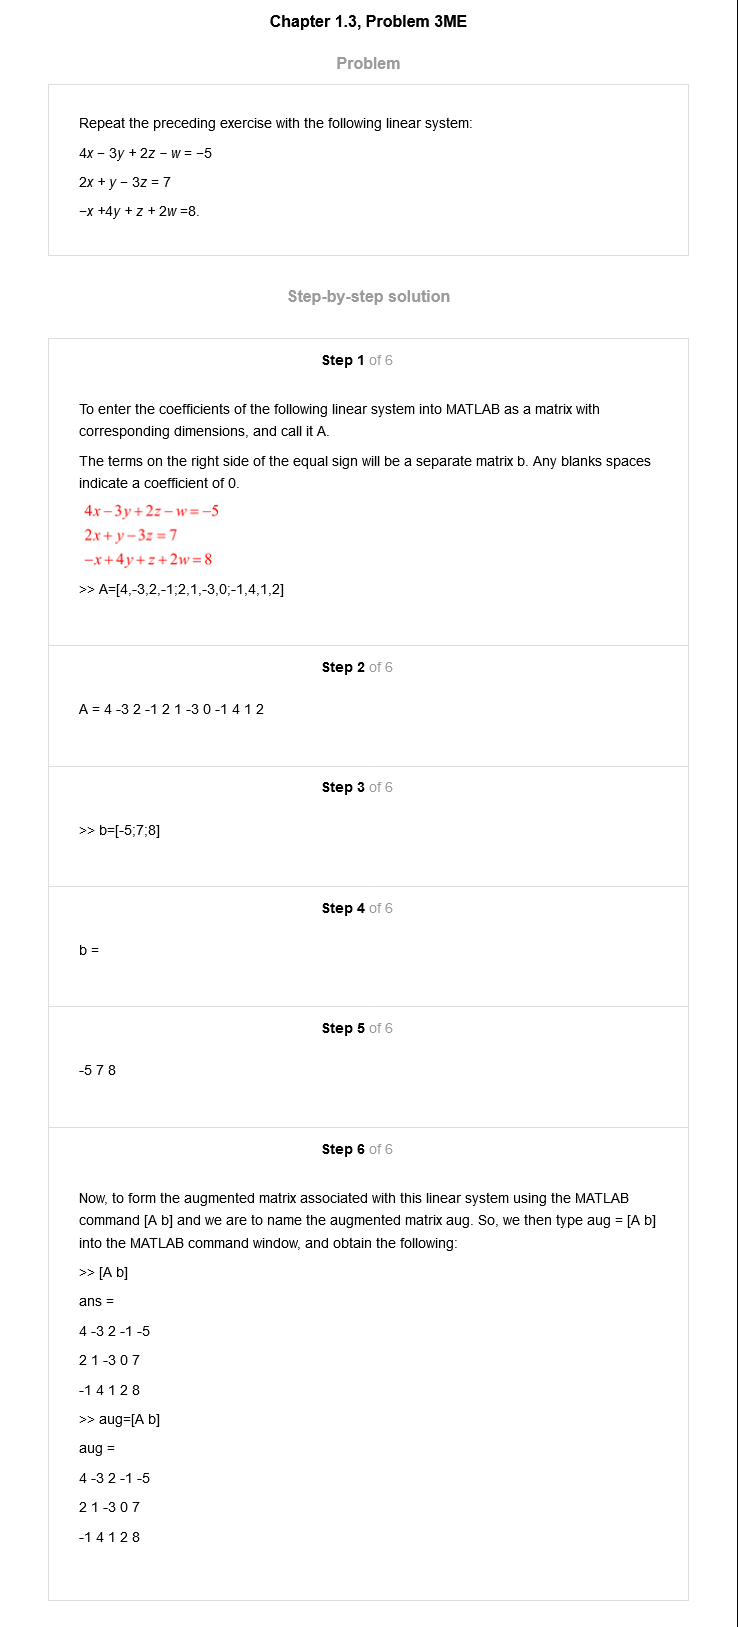 Chapter 1.3, Problem 3ME
Problem
Repeat the preceding exercise with the following linear system:
4x − 3y + 2z − w = −5
2x + y − 3z = 7
−x +4y + z + 2w =8.
Step-by-step solution
Step 1 of 6
To enter the coefficients of the following linear system into MATLAB as a matrix with
corresponding dimensions, and call it A.
The terms on the right side of the equal sign will be a separate matrix b. Any blanks spaces
indicate a coefficient of 0.
4x−3y+2z−w=−5
2x+y−3z=7
−x+4y+z+2w=8
>> A=[4,-3,2,-1;2,1,-3,0;-1,4,1,2]
Step 2 of 6
A = 4 -3 2 -1 2 1 -3 0 -1 4 1 2
Step 3 of 6
>> b=[-5;7;8]
Step 4 of 6
b =
Step 5 of 6
-5 7 8
Step 6 of 6
Now, to form the augmented matrix associated with this linear system using the MATLAB
command [A b] and we are to name the augmented matrix aug. So, we then type aug = [A b]
into the MATLAB command window, and obtain the following:
>> [A b]
ans =
4 -3 2 -1 -5
2 1 -3 0 7
-1 4 1 2 8
>> aug=[A b]
aug =
4 -3 2 -1 -5
2 1 -3 0 7
-1 4 1 2 8